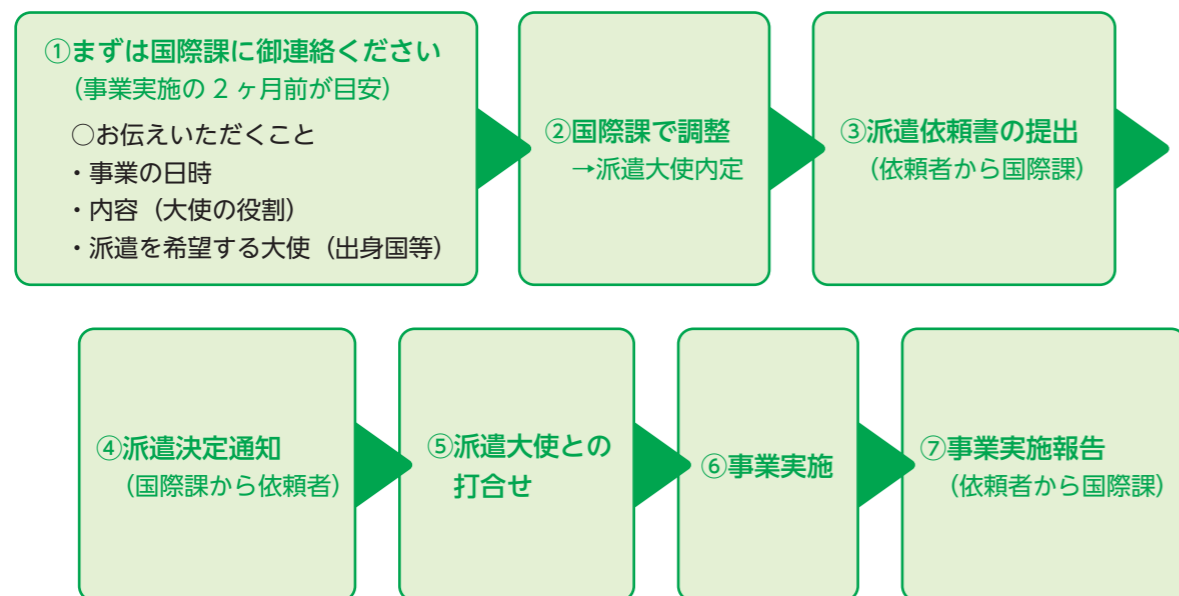 ①まずは国際課に御連絡ください
（事業実施の 2 ヶ月前が目安）
○お伝えいただくこと
・事業の日時
・内容（大使の役割）
・派遣を希望する大使（出身国等）
②国際課で調整
→派遣大使内定
③派遣依頼書の提出
（依頼者から国際課）
④派遣決定通知
（国際課から依頼者）
⑤派遣大使との
打合せ
⑥事業実施
⑦事業実施報告
（依頼者から国際課）